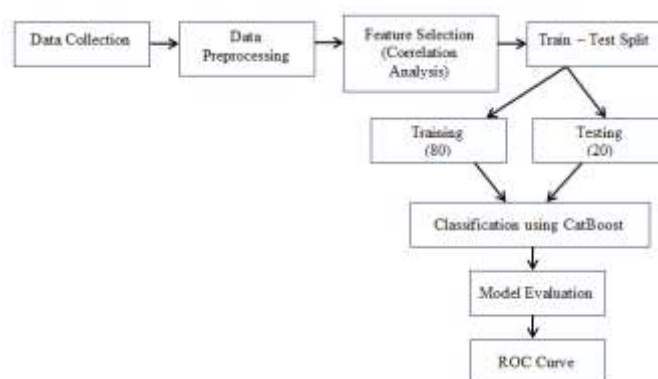 Data Collection
Data
Preprocessing
Feature Selection
(Correlation
Analysis)
Train – Test Split
Training
(80)
Testing
(20)
Classification using CatBoost
Model Evaluation
ROC Curve